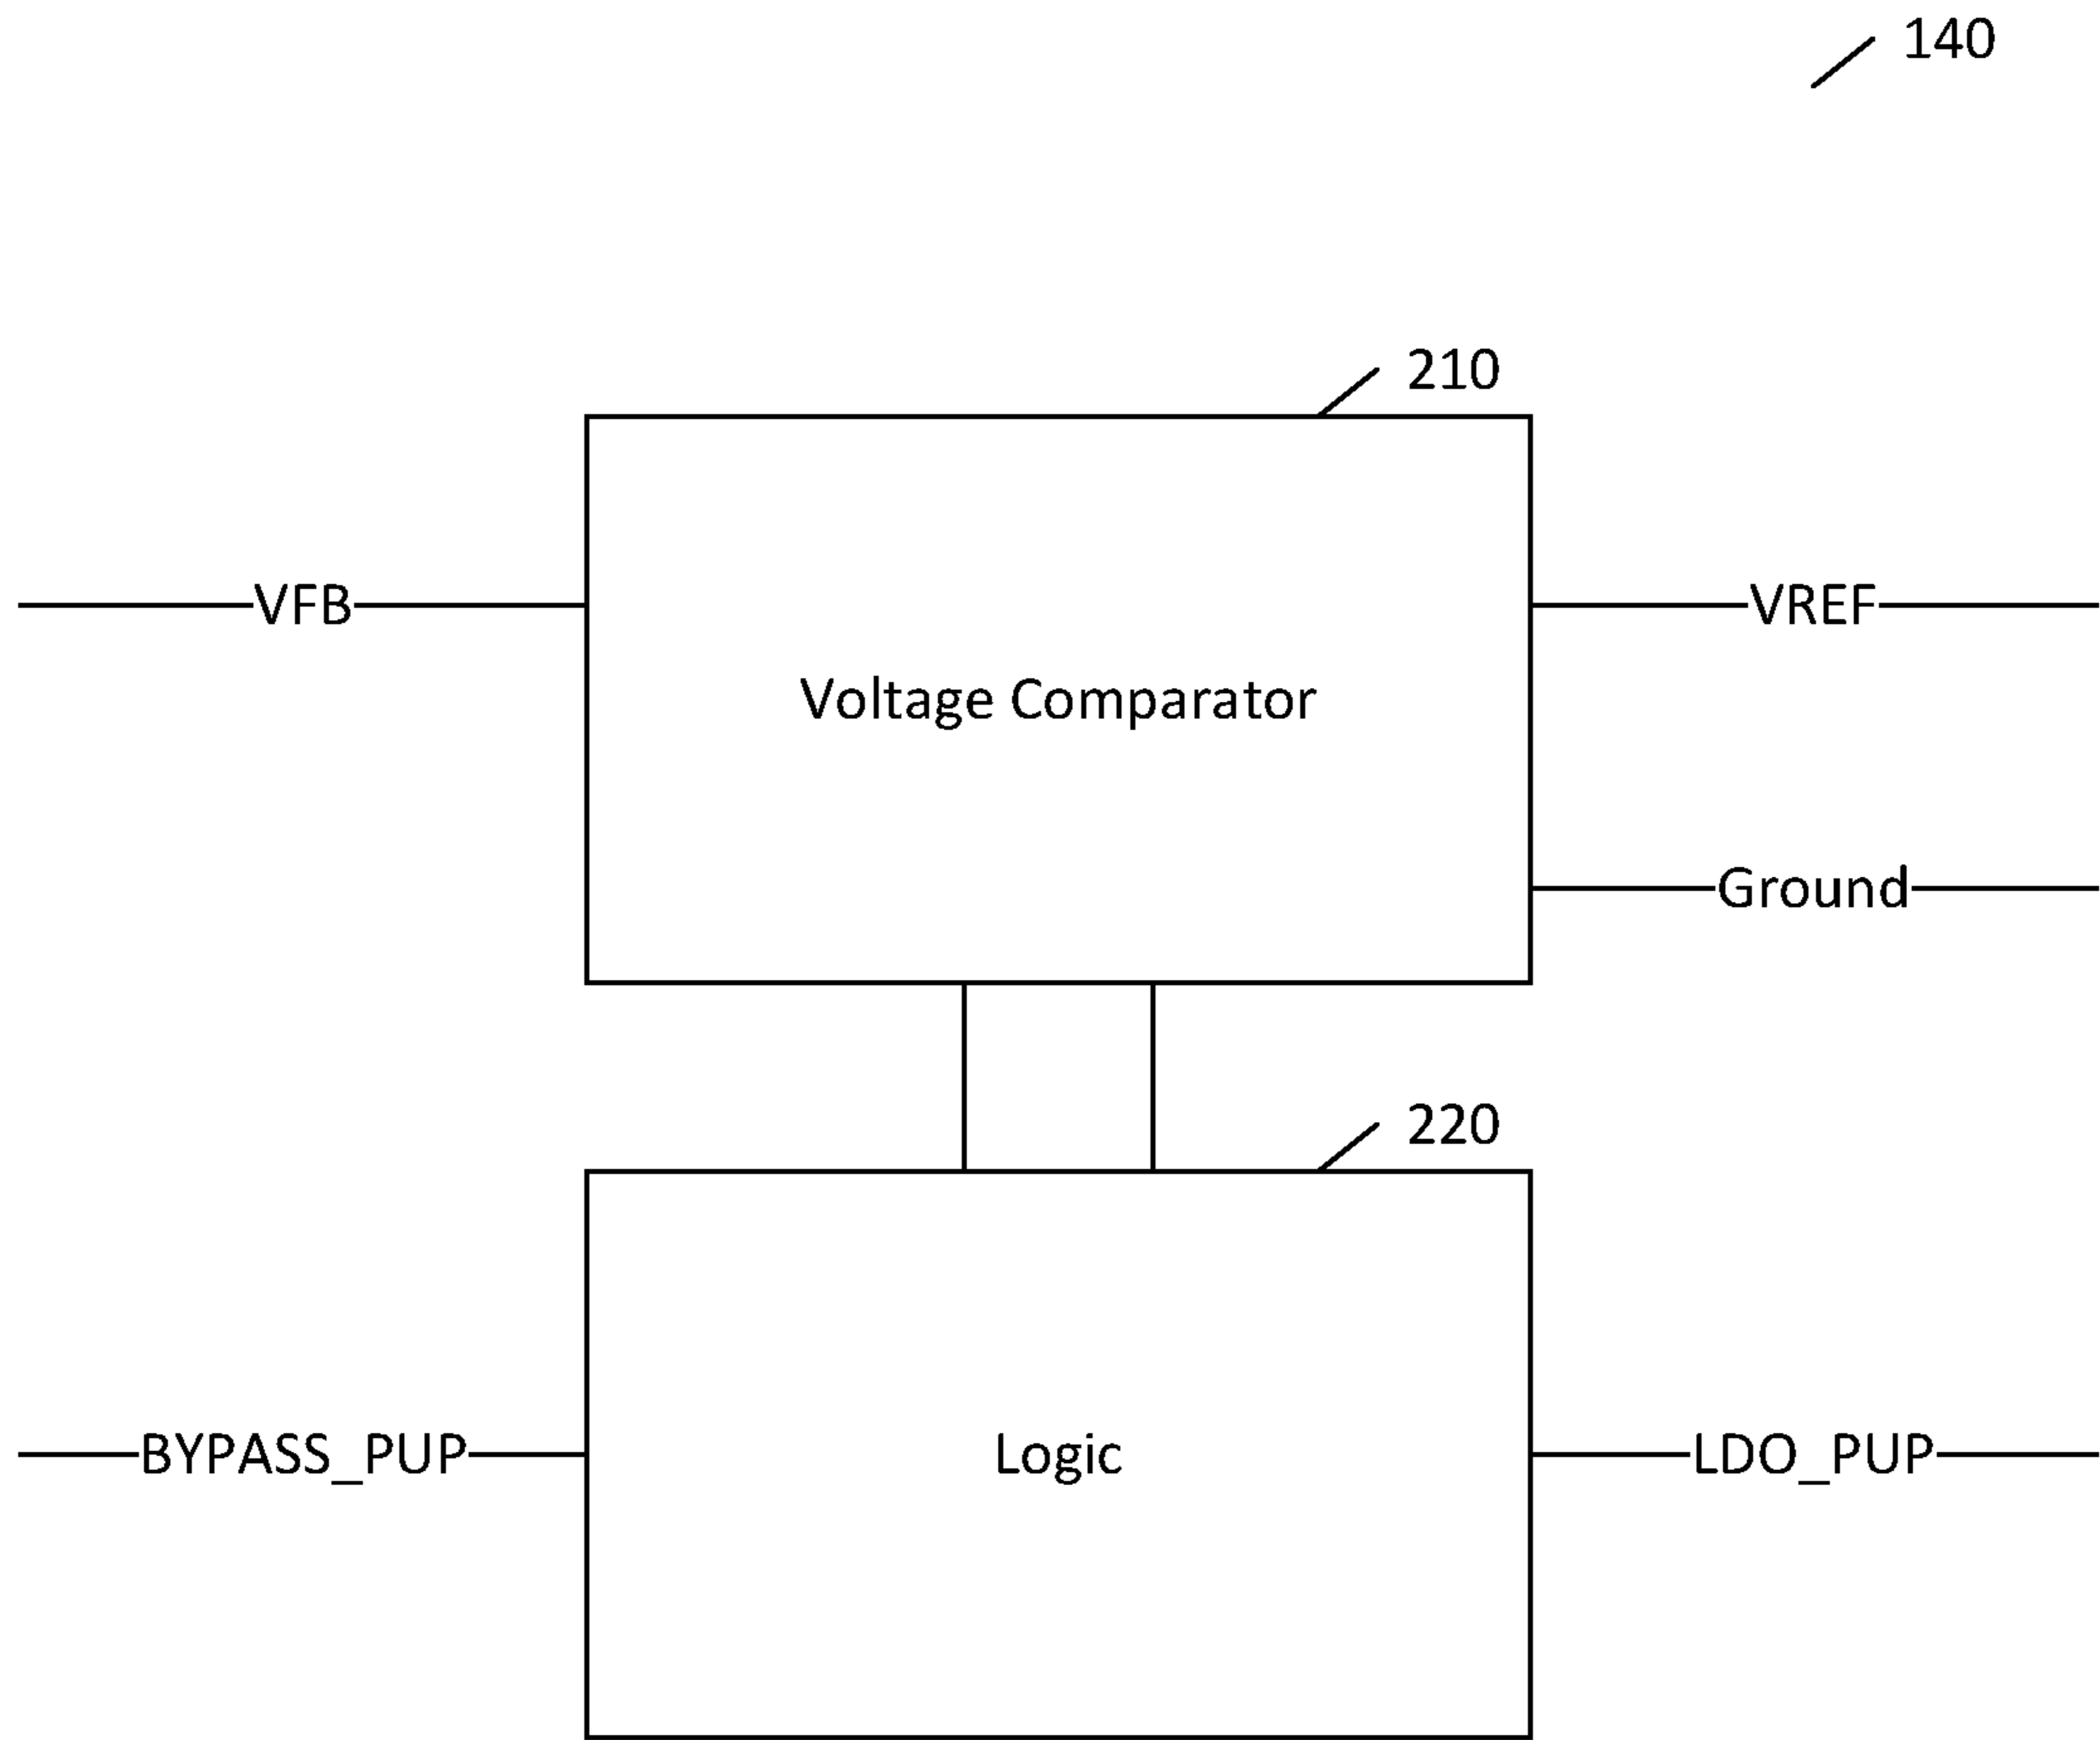 140
210
VFB
VREF
Voltage Comparator
Ground
220
BYPASS_PUP
Logic
LDO_PUP